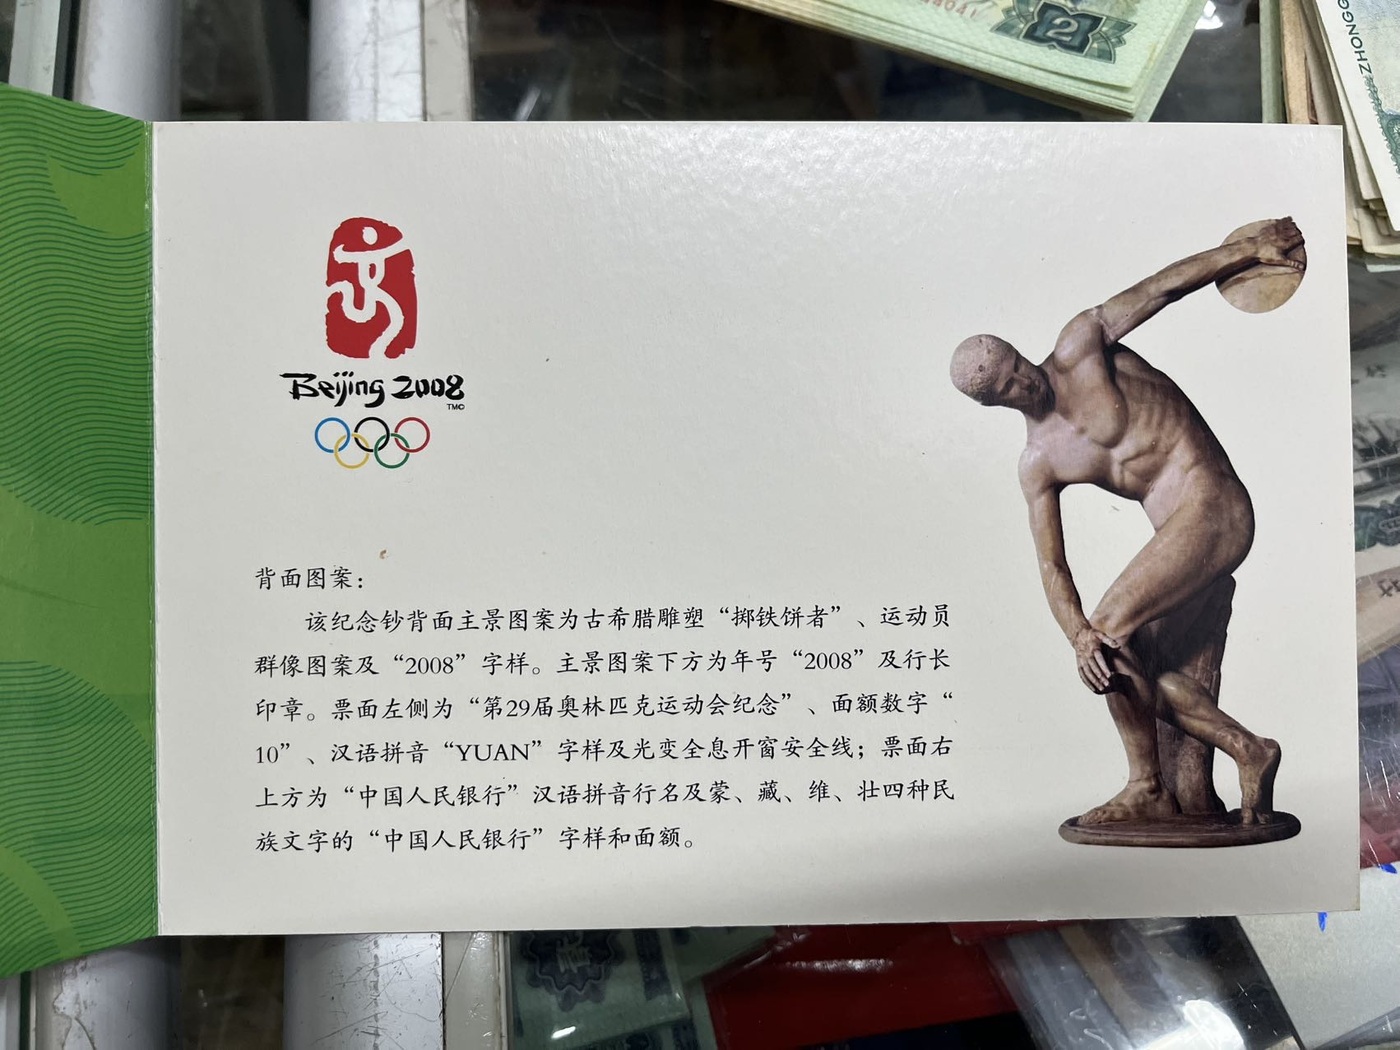 2
ZHONGG
Beijing 2008
TM©
背面图案：
该纪念钞背面主景图案为古希腊雕塑“掷铁饼者”、运动员
群像图案及“2008”字样。主景图案下方为年号“2008”及行长
印章。票面左侧为“第29届奥林匹克运动会纪念”、面额数字“
10”、汉语拼音“YUAN”字样及光变全息开窗安全线；票面右
上方为“中国人民银行”汉语拼音行名及蒙、藏、维、壮四种民
族文字的“中国人民银行”字样和面额。